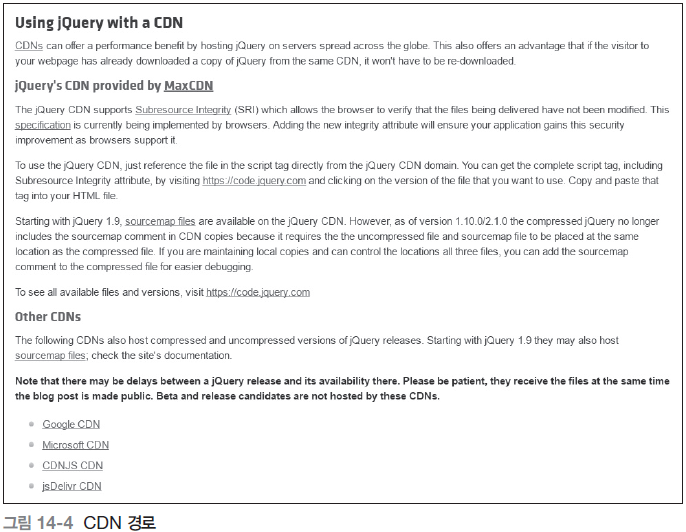 Using jQuery with a CDN
CDNs can offer a performance benefit by hosting jQuery on servers spread across the globe. This also offers an advantage that if the visitor to
your webpage has already downloaded a copy of jQuery from the same CDN, it won't have to be re-downloaded.
jQuery's CDN provided by MaxCDN
The jQuery CDN supports Subresource Integrity (SRI) which allows the browser to verify that the files being delivered have not been modified. This
specification is currently being implemented by browsers. Adding the new integrity attribute will ensure your application gains this security
improvement as browsers support it.
To use the jQuery CDN, just reference the file in the script tag directly from the jQuery CDN domain. You can get the complete script tag, including
Subresource Integrity attribute, by visiting https://code.jquery.com and clicking on the version of the file that you want to use. Copy and paste that
tag into your HTML file.
Starting with jQuery 1.9, sourcemap files are available on the jQuery CDN. However, as of version 1.10.0/2.1.0 the compressed jQuery no longer
includes the sourcemap comment in CDN copies because it requires the the uncompressed file and sourcemap file to be placed at the same
location as the compressed file. If you are maintaining local copies and can control the locations all three files, you can add the sourcemap
comment to the compressed file for easier debugging.
To see all available files and versions, visit https://code.jquery.com
Other CDNs
The following CDNs also host compressed and uncompressed versions of jQuery releases. Starting with jQuery 1.9 they may also host
sourcemap files; check the site's documentation.
Note that there may be delays between a jQuery release and its availability there. Please be patient, they receive the files at the same time
the blog post is made public. Beta and release candidates are not hosted by these CDNs.
Google CDN
Microsoft CDN
CDNJS CDN
jsDelivr CDN
그림 14-4 CDN 경로